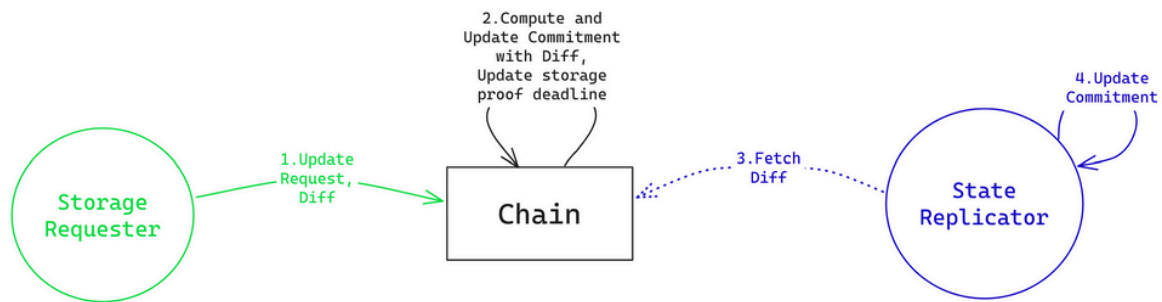 2.Compute and
Update Commitment
with Diff,
Update storage
proof deadline
4.Update
Commitment
1.Update
Request,
Diff
3.Fetch
Diff
Storage
Requester
Chain
State
Replicator